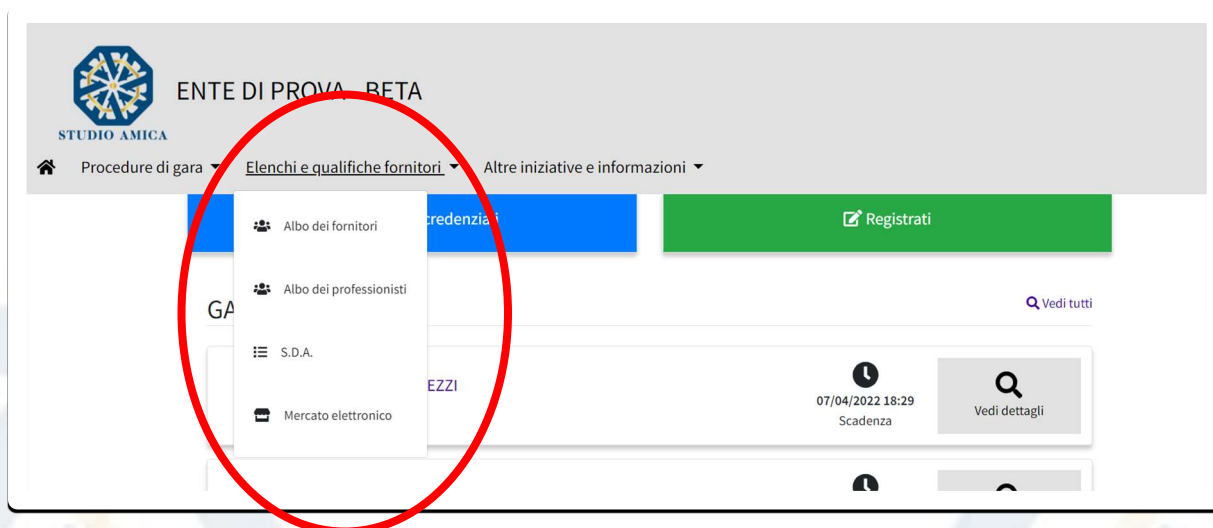 ENTE DI PROVA - BETA
STUDIO AMICA
Procedure di gara Elenchi e qualifiche fornitori Altre iniziative e informazioni
Registrati
Albo dei fornitori
Albo dei professionisti
GA
Vedi tutti
S.D.A.
EZZI
Mercato elettronico
07/04/2022 18:29
Scadenza
Vedi dettagli